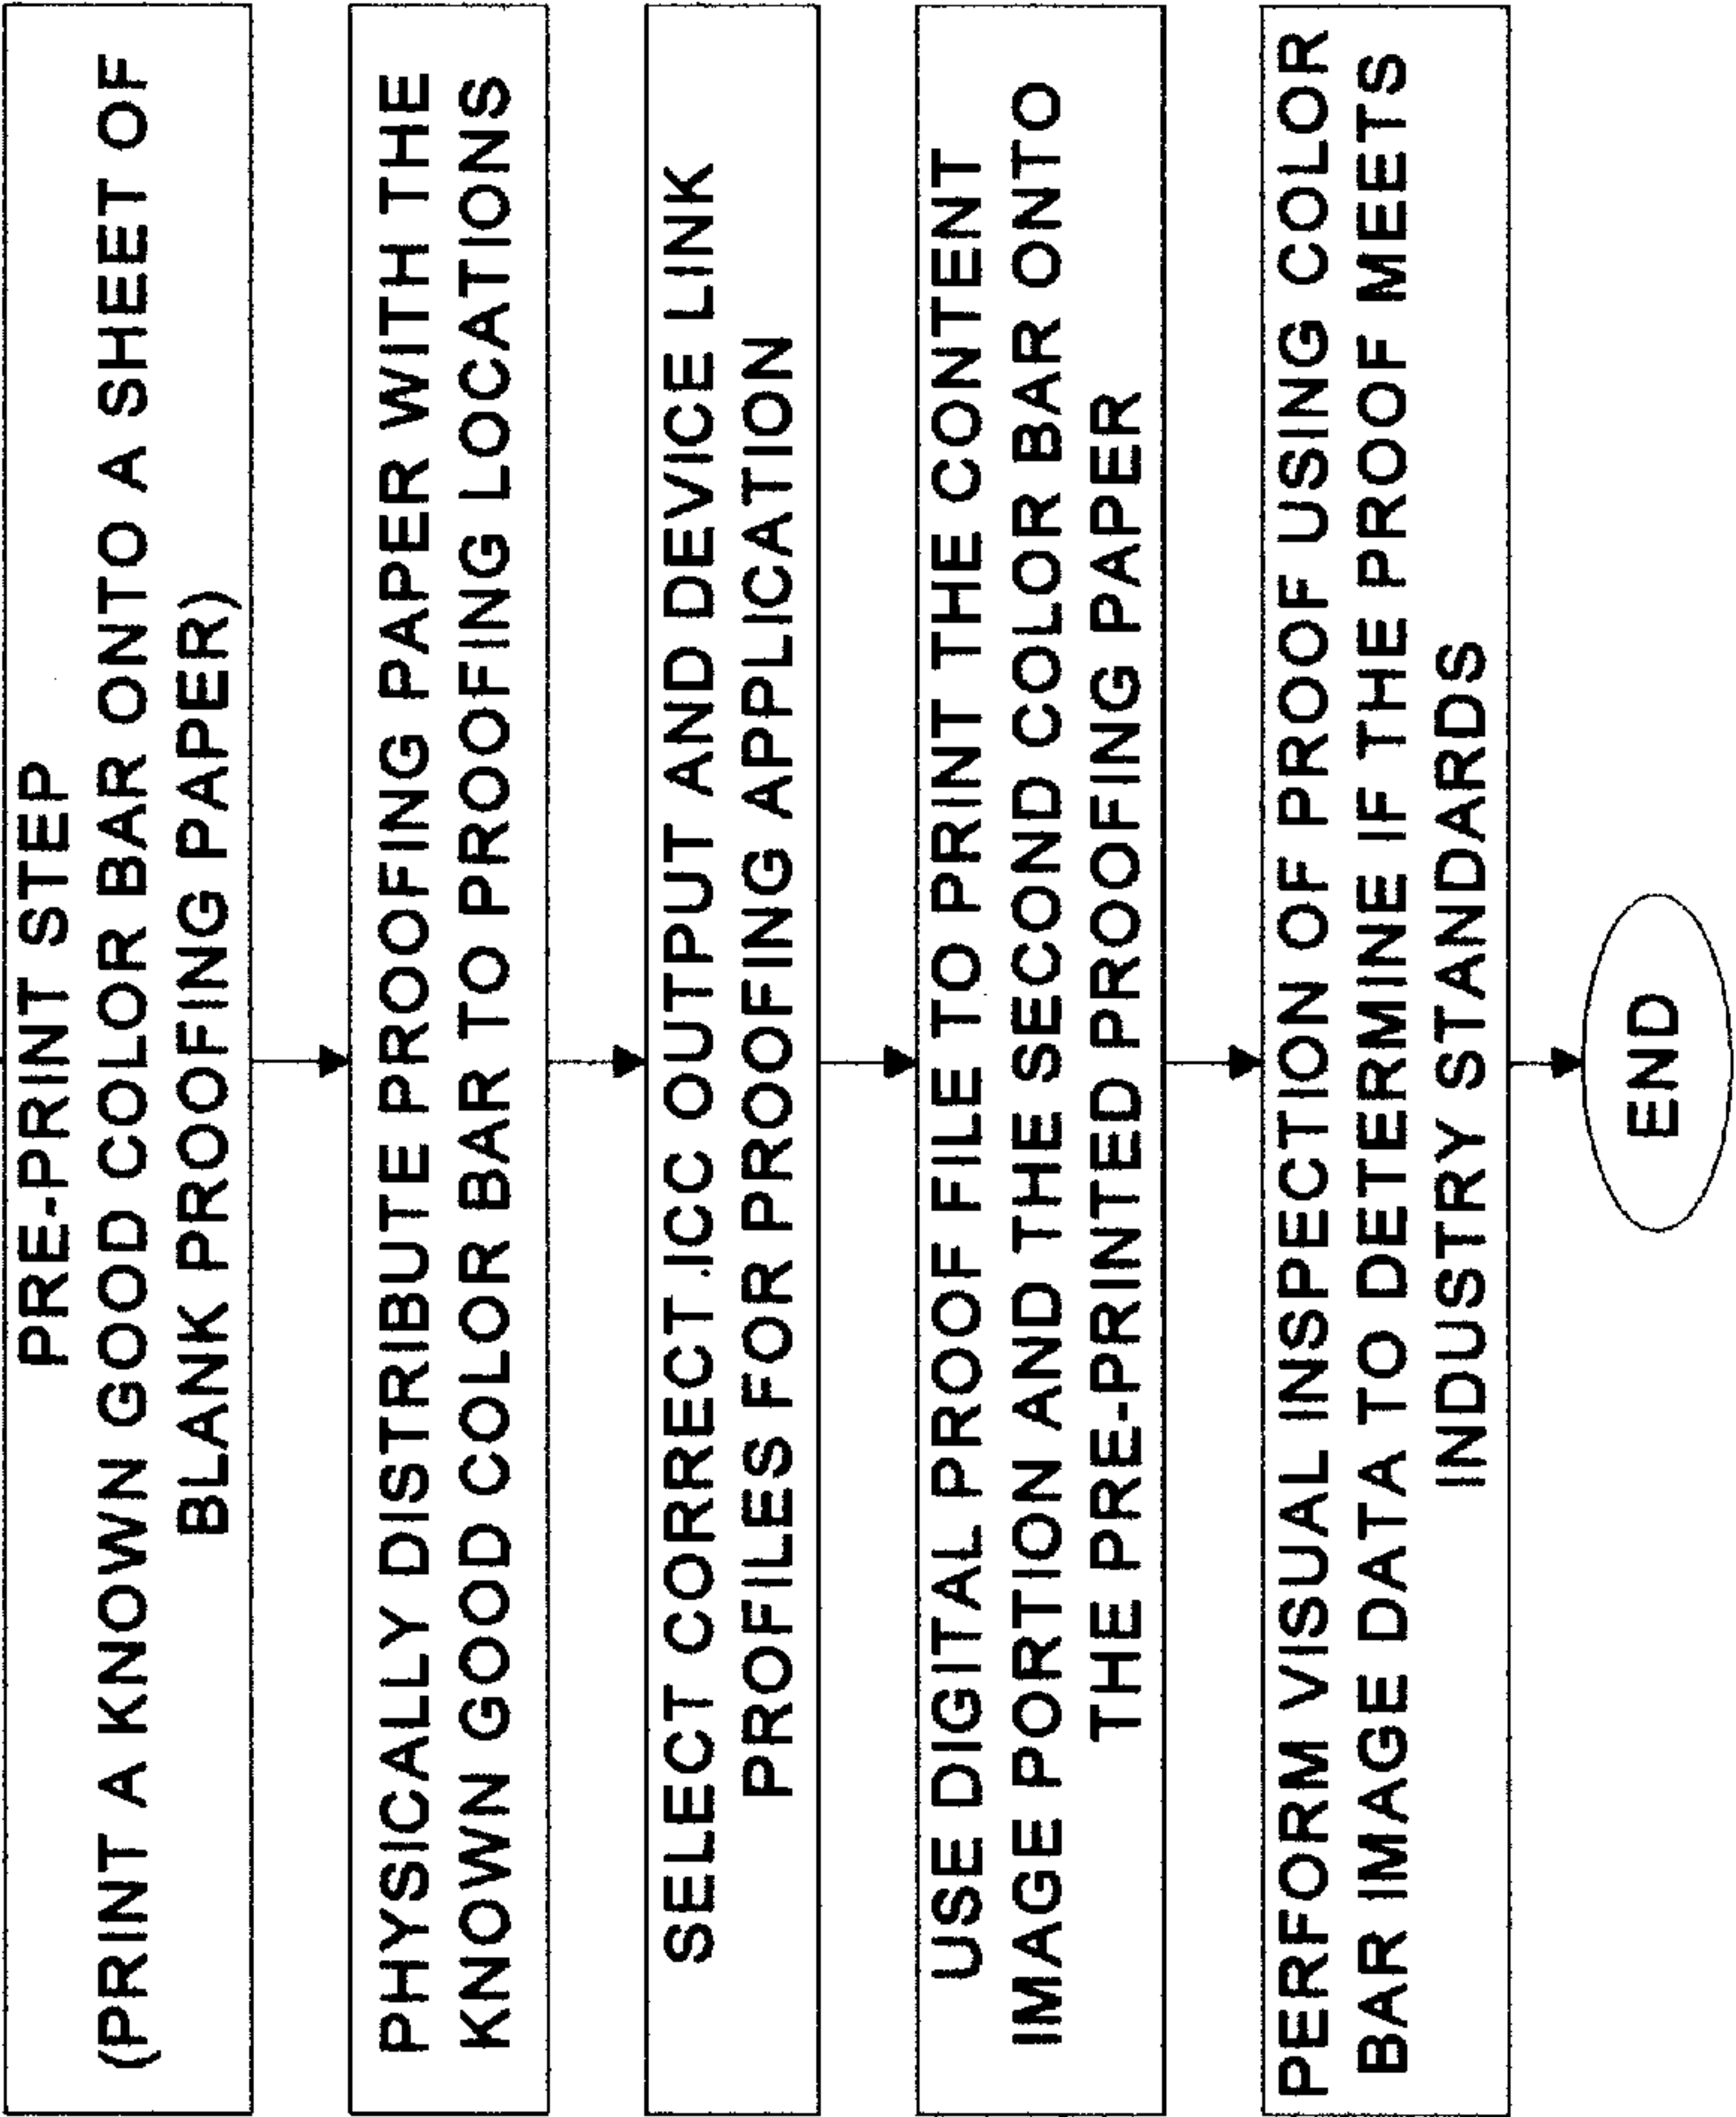 PRE-PRINT STEP
(PRINT A KNOWN GOOD COLOR BAR ONTO A SHEET OF
BLANK PROOFING PAPER)
PHYSICALLY DISTRIBUTE PROOFING PAPER WITH THE
KNOWN GOOD COLOR BAR TO PROOFING LOCATIONS
SELECT CORRECT .ICC OUTPUT AND DEVICE LINK
PROFILES FOR PROOFING APPLICATION
USE DIGITAL PROOF FILE TO PRINT THE CONTENT
IMAGE PORTION AND THE SECOND COLOR BAR ONTO
THE PRE-PRINTED PROOFING PAPER
PERFORM VISUAL INSPECTION OF PROOF USING COLOR
BAR IMAGE DATA TO DETERMINE IF THE PROOF MEETS
INDUSTRY STANDARDS
END